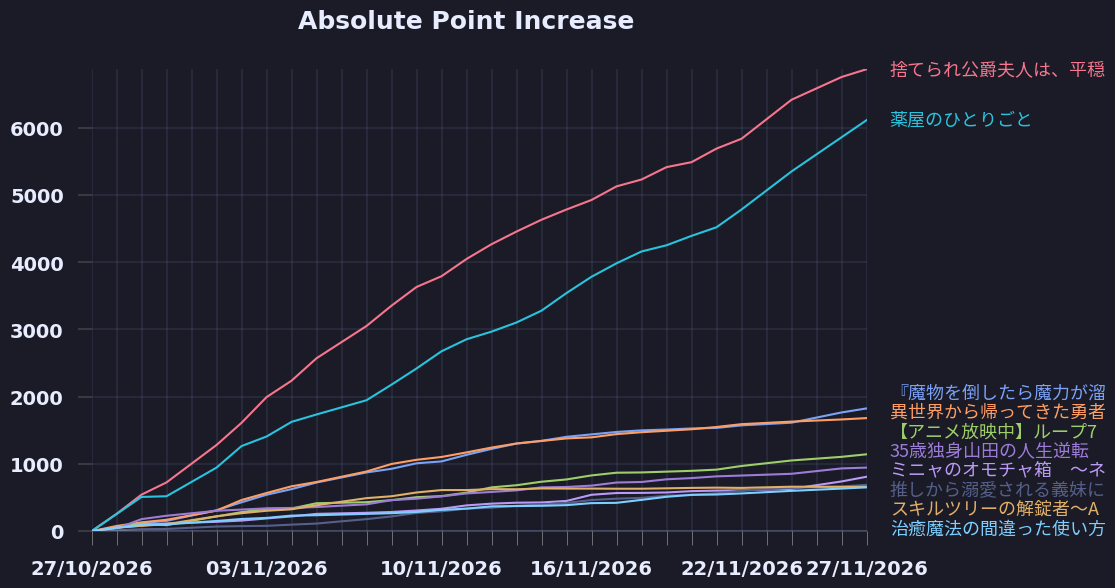 Absolute Point Increase
捨てられ公爵夫人は、平穏
薬屋のひとりごと
6000
5000
4000
3000
2000
1000
0
『魔物を倒したら魔力が溜
異世界から帰ってきた勇者
【アニメ放映中】ループ7
35歳独身山田の人生逆転
ミニャのオモチャ箱　～ネ
推しから溺愛される義妹に
スキルツリーの解錠者～A
治癒魔法の間違った使い方
27/10/2026
03/11/2026
10/11/2026
16/11/2026
22/11/2026
27/11/2026